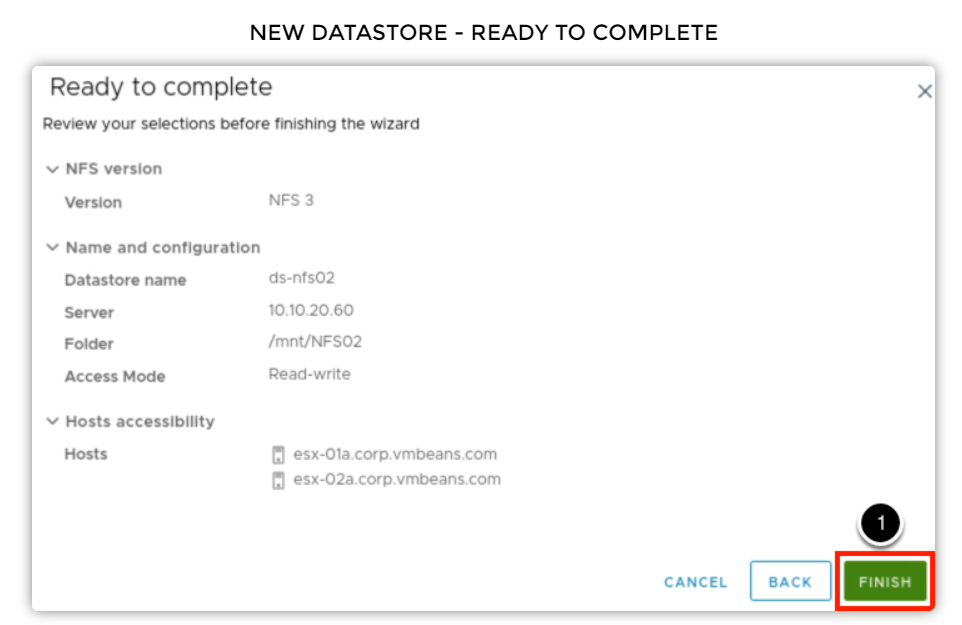 NEW DATASTORE - READY TO COMPLETE
Ready to complete
Review your selections before finishing the wizard
NFS version
Version NFS 3
Name and configuration
Datastore name ds-nfs02
Server 10.10.20.60
Folder /mnt/NFS02
Access Mode Read-write
Hosts accessibility
Hosts esx-01a.corp.vmbeans.com
esx-02a.corp.vmbeans.com
1
CANCEL BACK FINISH